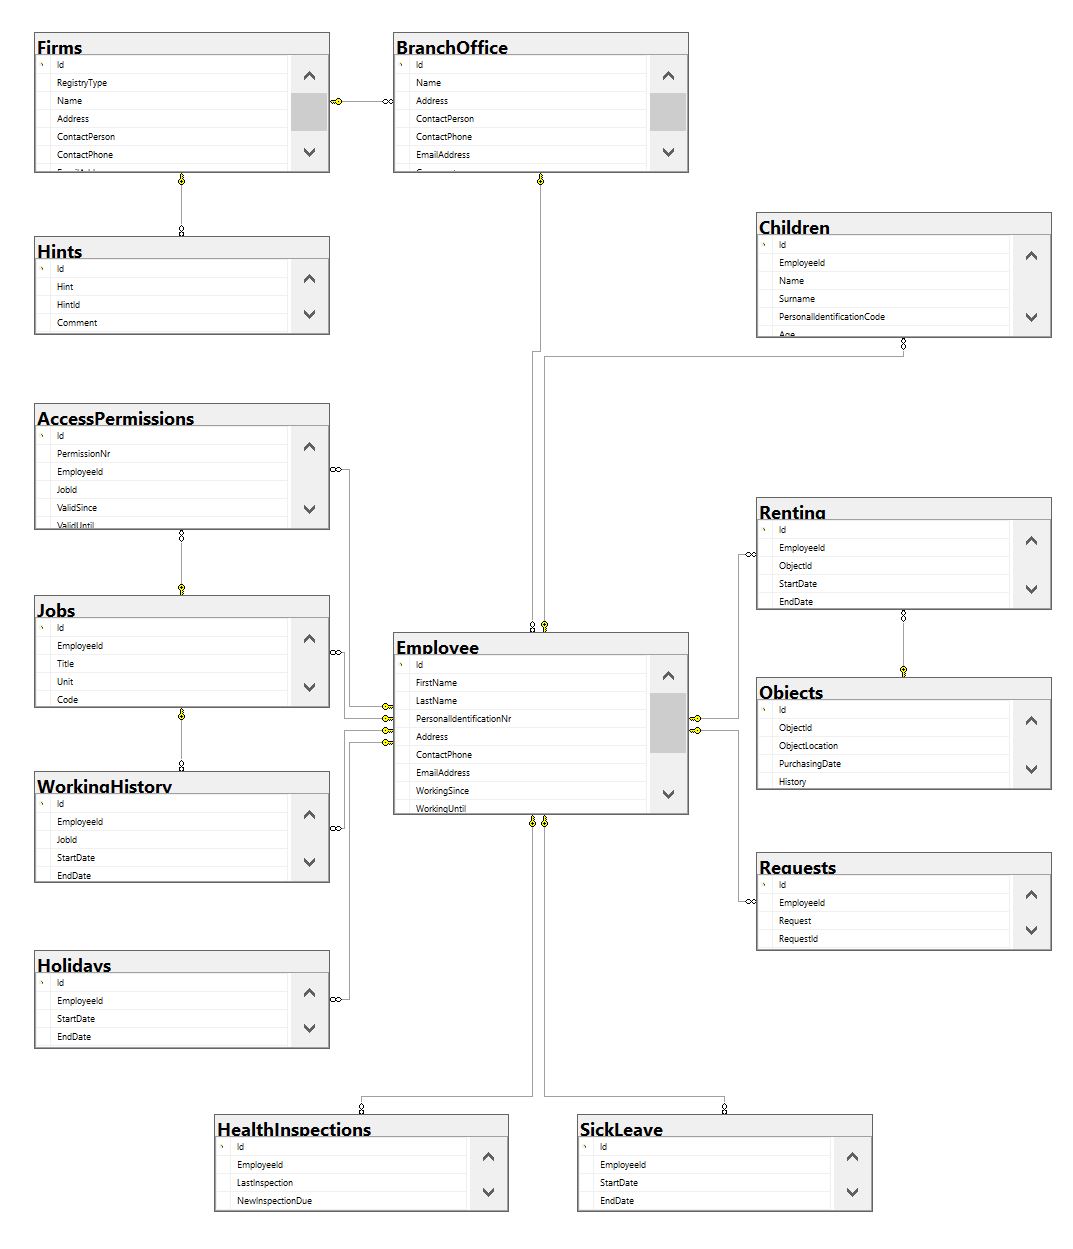 Firms
Id
RegistryType
Name
Address
ContactPerson
ContactPhone
BranchOffice
Id
Name
Address
ContactPerson
ContactPhone
EmailAddress
Hints
Id
Hint
HintId
Comment
Children
Id
EmployeeId
Name
Surname
PersonalIdentificationCode
Age
AccessPermissions
Id
PermissionNr
EmployeeId
JobId
ValidSince
ValidUntil
Renting
Id
EmployeeId
ObjectId
StartDate
EndDate
Jobs
Id
EmployeeId
Title
Unit
Code
Employee
Id
FirstName
LastName
PersonalIdentificationNr
Address
ContactPhone
EmailAddress
WorkingSince
WorkingUntil
Objects
Id
ObjectId
ObjectLocation
PurchasingDate
History
WorkingHistory
Id
EmployeeId
JobId
StartDate
EndDate
Requests
Id
EmployeeId
Request
RequestId
Holidays
Id
EmployeeId
StartDate
EndDate
HealthInspections
Id
EmployeeId
LastInspection
NewInspectionDue
SickLeave
Id
EmployeeId
StartDate
EndDate